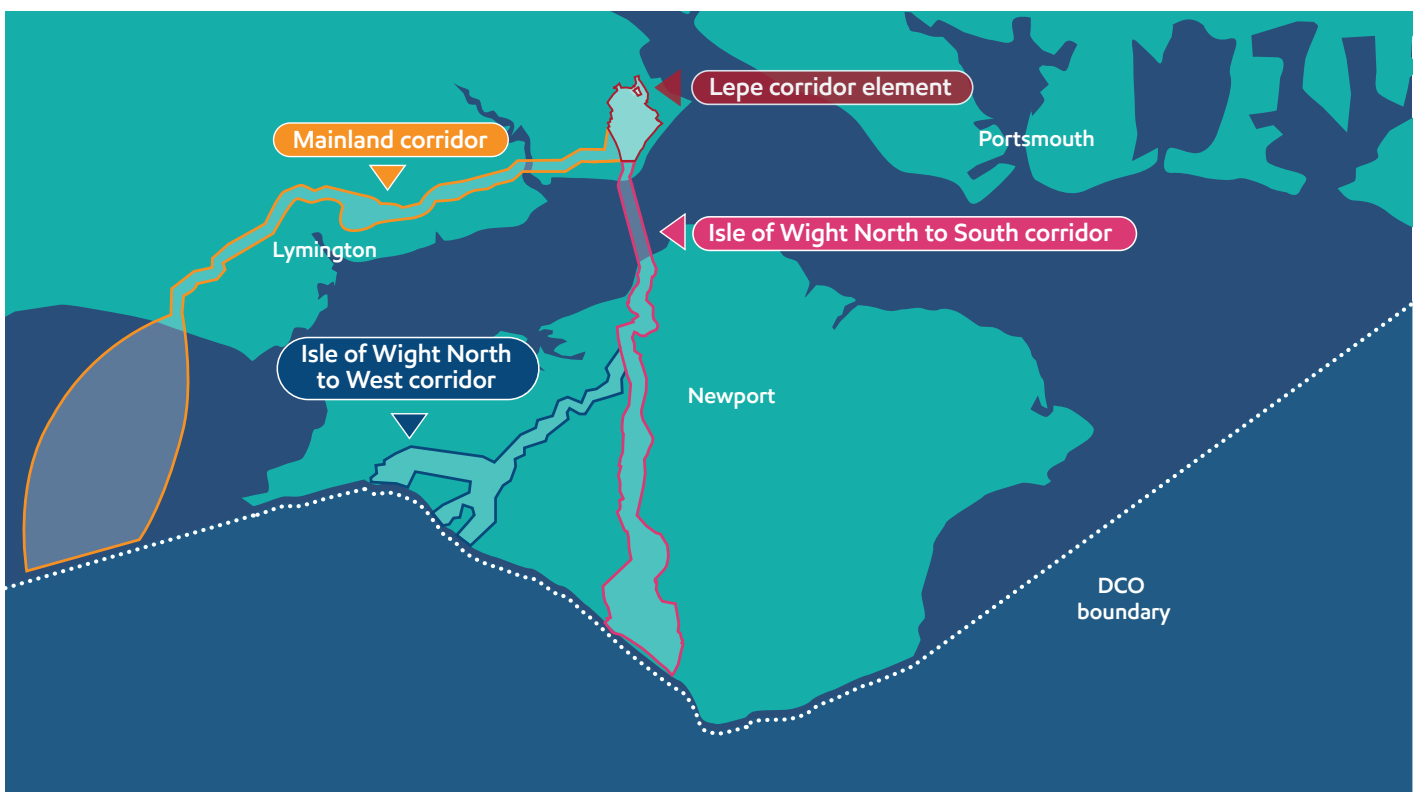 Lepe corridor element
Mainland corridor
Portsmouth
Isle of Wight North to South corridor
Lymington
Isle of Wight North
to West corridor
Newport
DCO
boundary